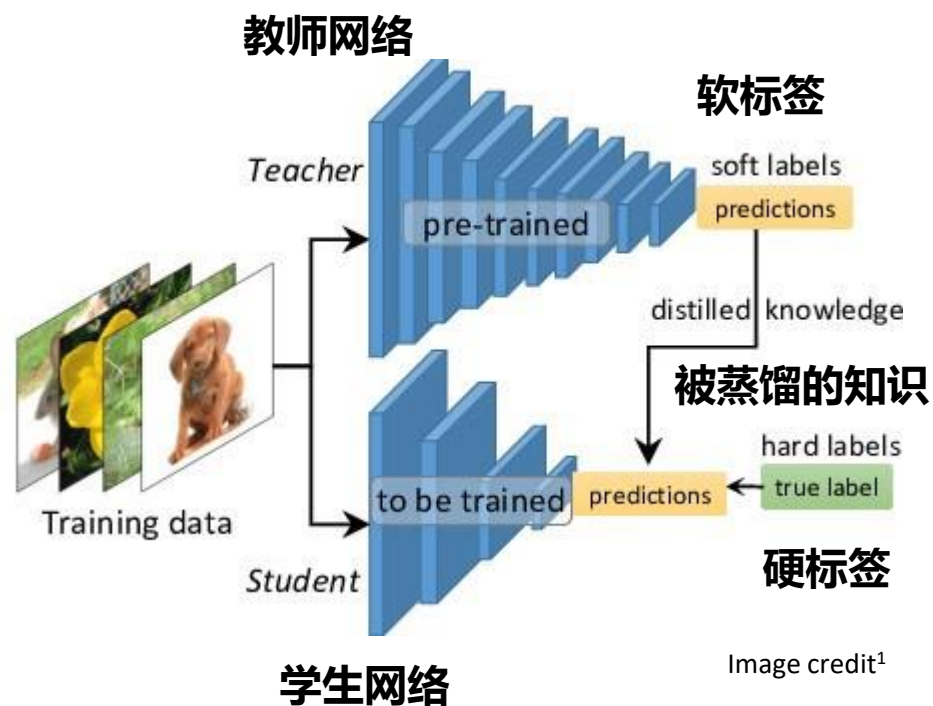 教师网络
软标签
Teacher
soft labels
pre-trained
predictions
distilled knowledge
被蒸馏的知识
hard labels
to be trained
predictions
true label
Training data
Student
硬标签
学生网络
Image credit¹